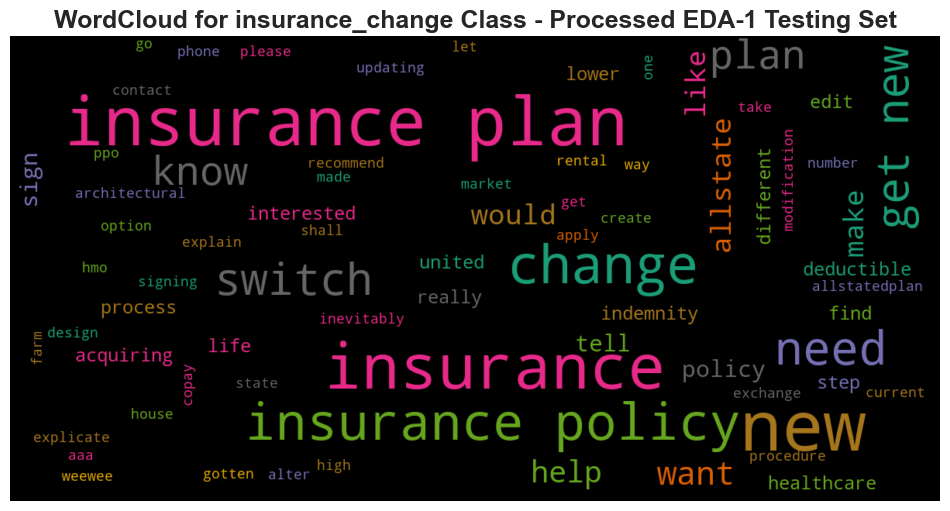 WordCloud for insurance_change Class - Processed EDA-1 Testing Set
go
phone
please
let
updating
lower
one
like
plan
get new
contact
take
edit
insurance plan
allstate
ppo
know
recommend
made
rental
way
different
modification
number
sign
architectural
market
interested
would
get
create
make
option
shall
apply
explain
hmo
switch
signing
united
change
deductible
allstatedplan
really
process
inevitably
indemnity
find
design
farm
acquiring
life
tell
need
copay
state
insurance
policy
step
exchange
current
house
insurance policy
new
explicate
aaa
weewee
gotten
alter
high
help
want
procedure
healthcare